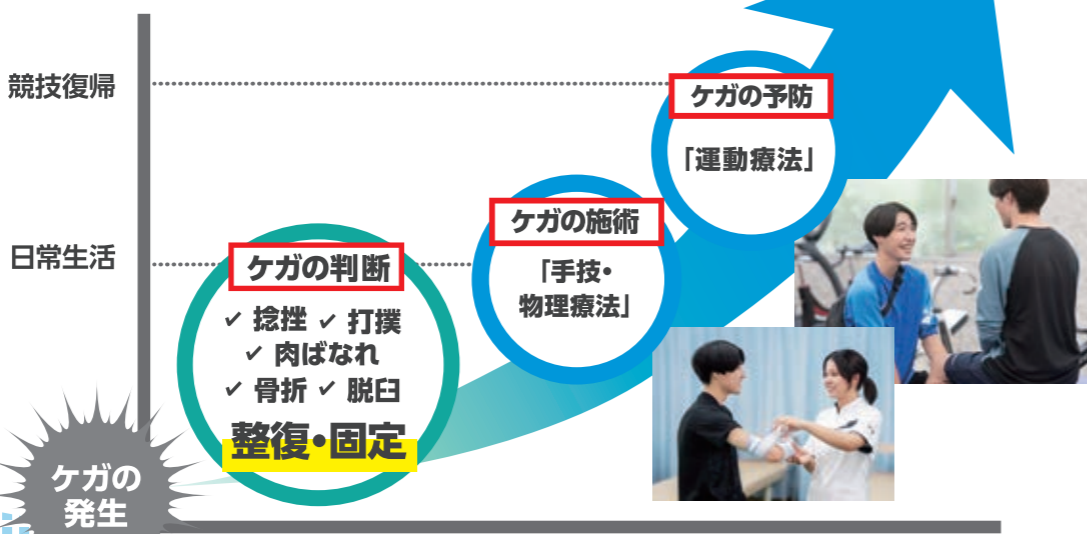 競技復帰
ケガの予防
「運動療法」
ケガの施術
「手技・
物理療法」
日常生活
ケガの判断
✓ 捻挫 ✓ 打撲
✓ 肉ばなれ
✓ 骨折 ✓ 脱臼
整復・固定
ケガの
発生